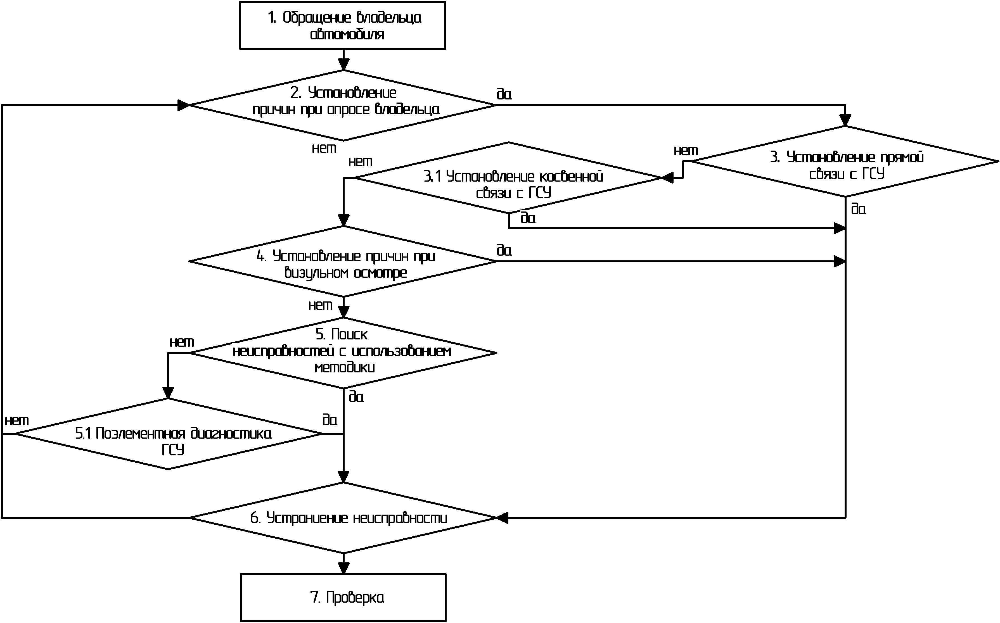 1. Обращение владельца
автомобиля
2. Установление
причин при опросе владельца
да
нет
3. Установление прямой
связи с ГСУ
нет
да
3.1 Установление косвенной
связи с ГСУ
нет
да
4. Установление причин при
визульном осмотре
да
нет
5. Поиск
неисправностей с использованием
методики
нет
да
5.1 Поэлементная диагностика
ГСУ
нет
да
6. Устраниение неисправности
7. Проверка